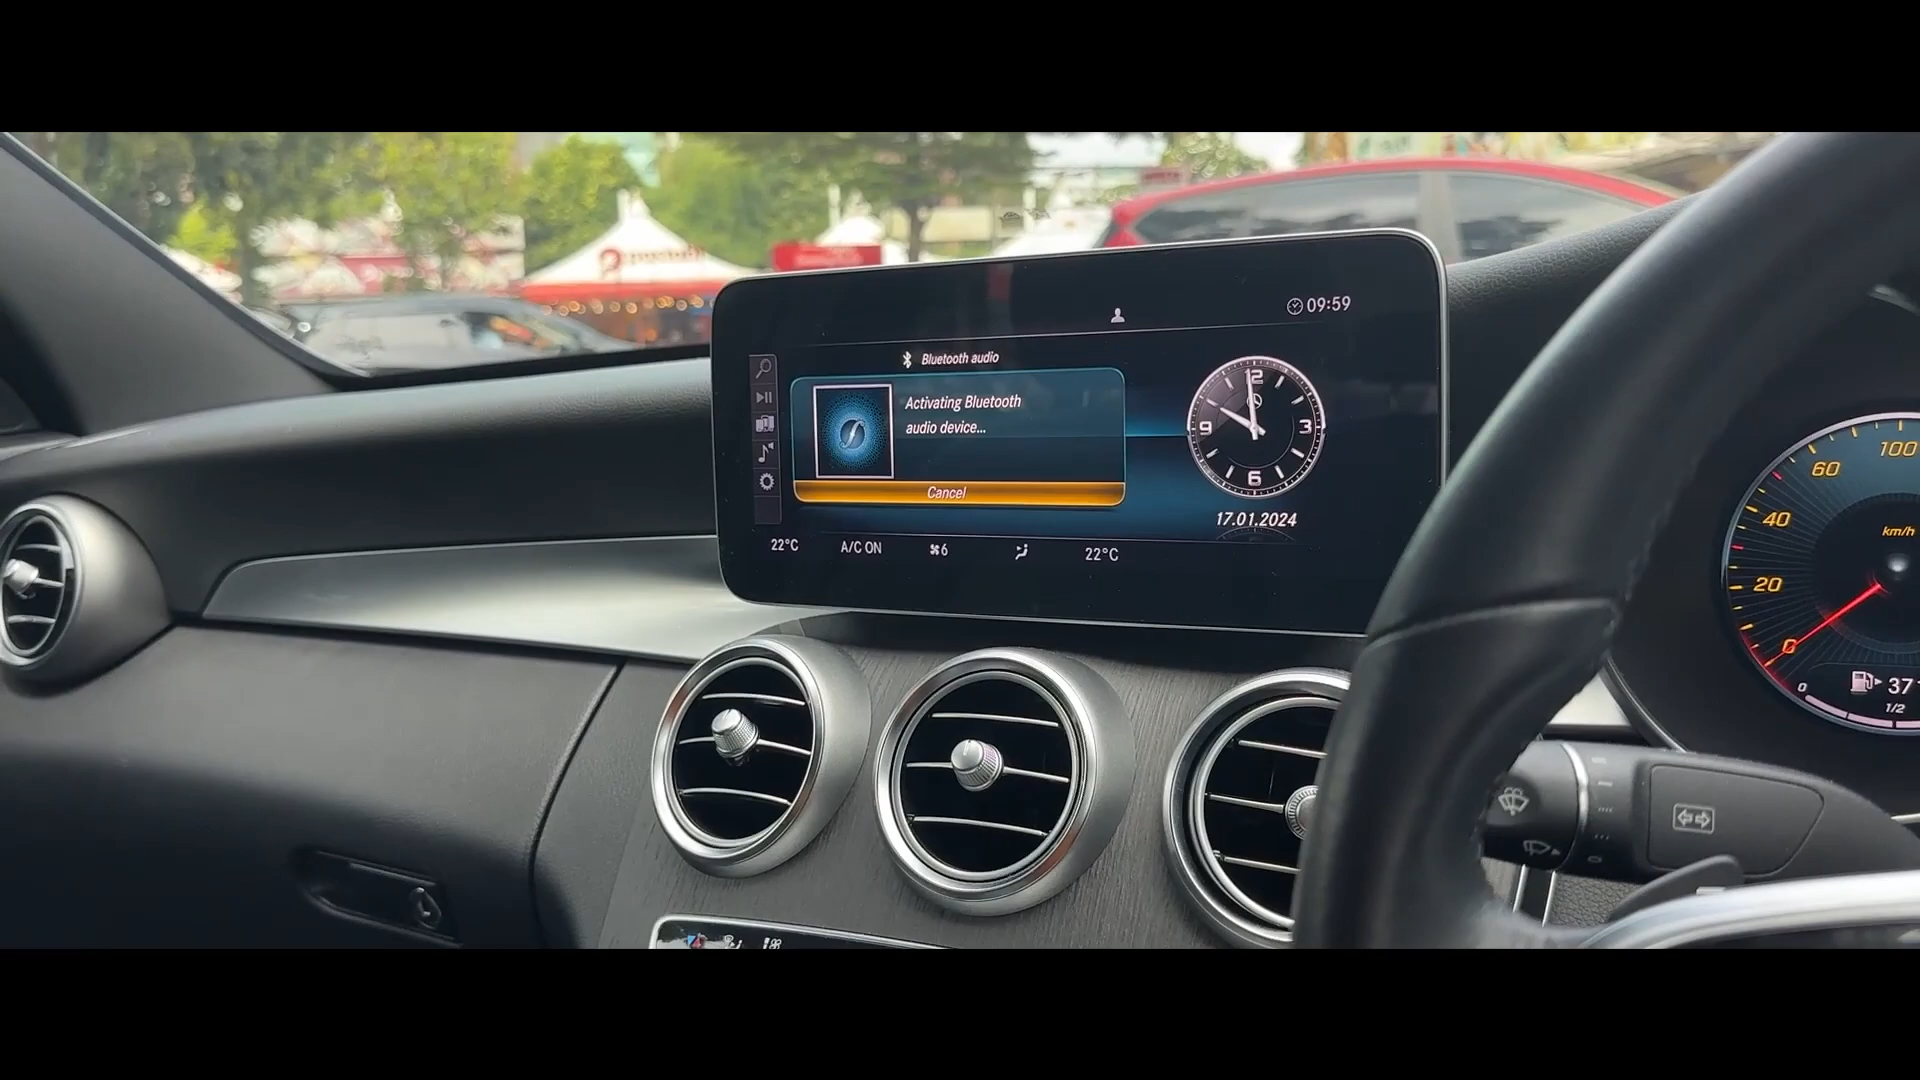 09:59
Bluetooth audio
Activating Bluetooth
audio device...
Cancel
12
9
3
6
17.01.2024
22°C
A/C ON
6
22°C
100
60
40
20
0
km/h
37
0
1/2